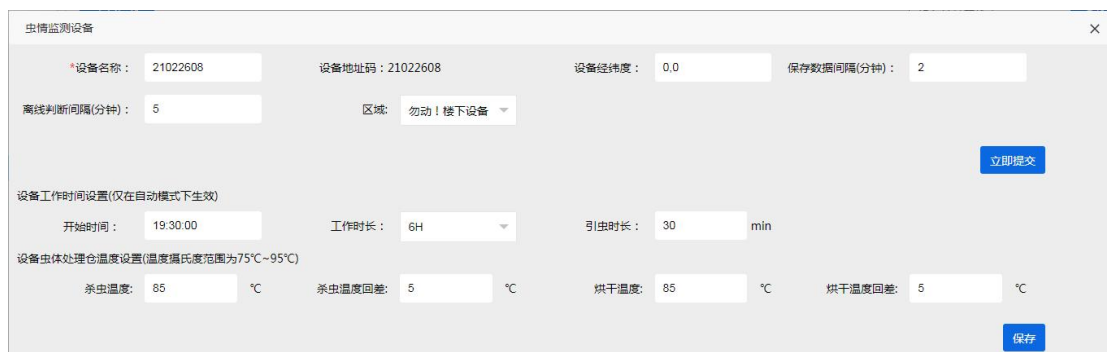 虫情监测设备 ×
*设备名称： 21022608 设备地址码：21022608 设备经纬度： 0,0 保存数据间隔(分钟)： 2
离线判断间隔(分钟)： 5 区域: 勿动！楼下设备
立即提交
设备工作时间设置(仅在自动模式下生效)
开始时间： 19:30:00 工作时长： 6H 引虫时长： 30 min
设备虫体处理仓温度设置(温度摄氏度范围为75℃~95℃)
杀虫温度: 85 ℃ 杀虫温度回差: 5 ℃ 烘干温度: 85 ℃ 烘干温度回差: 5 ℃
保存